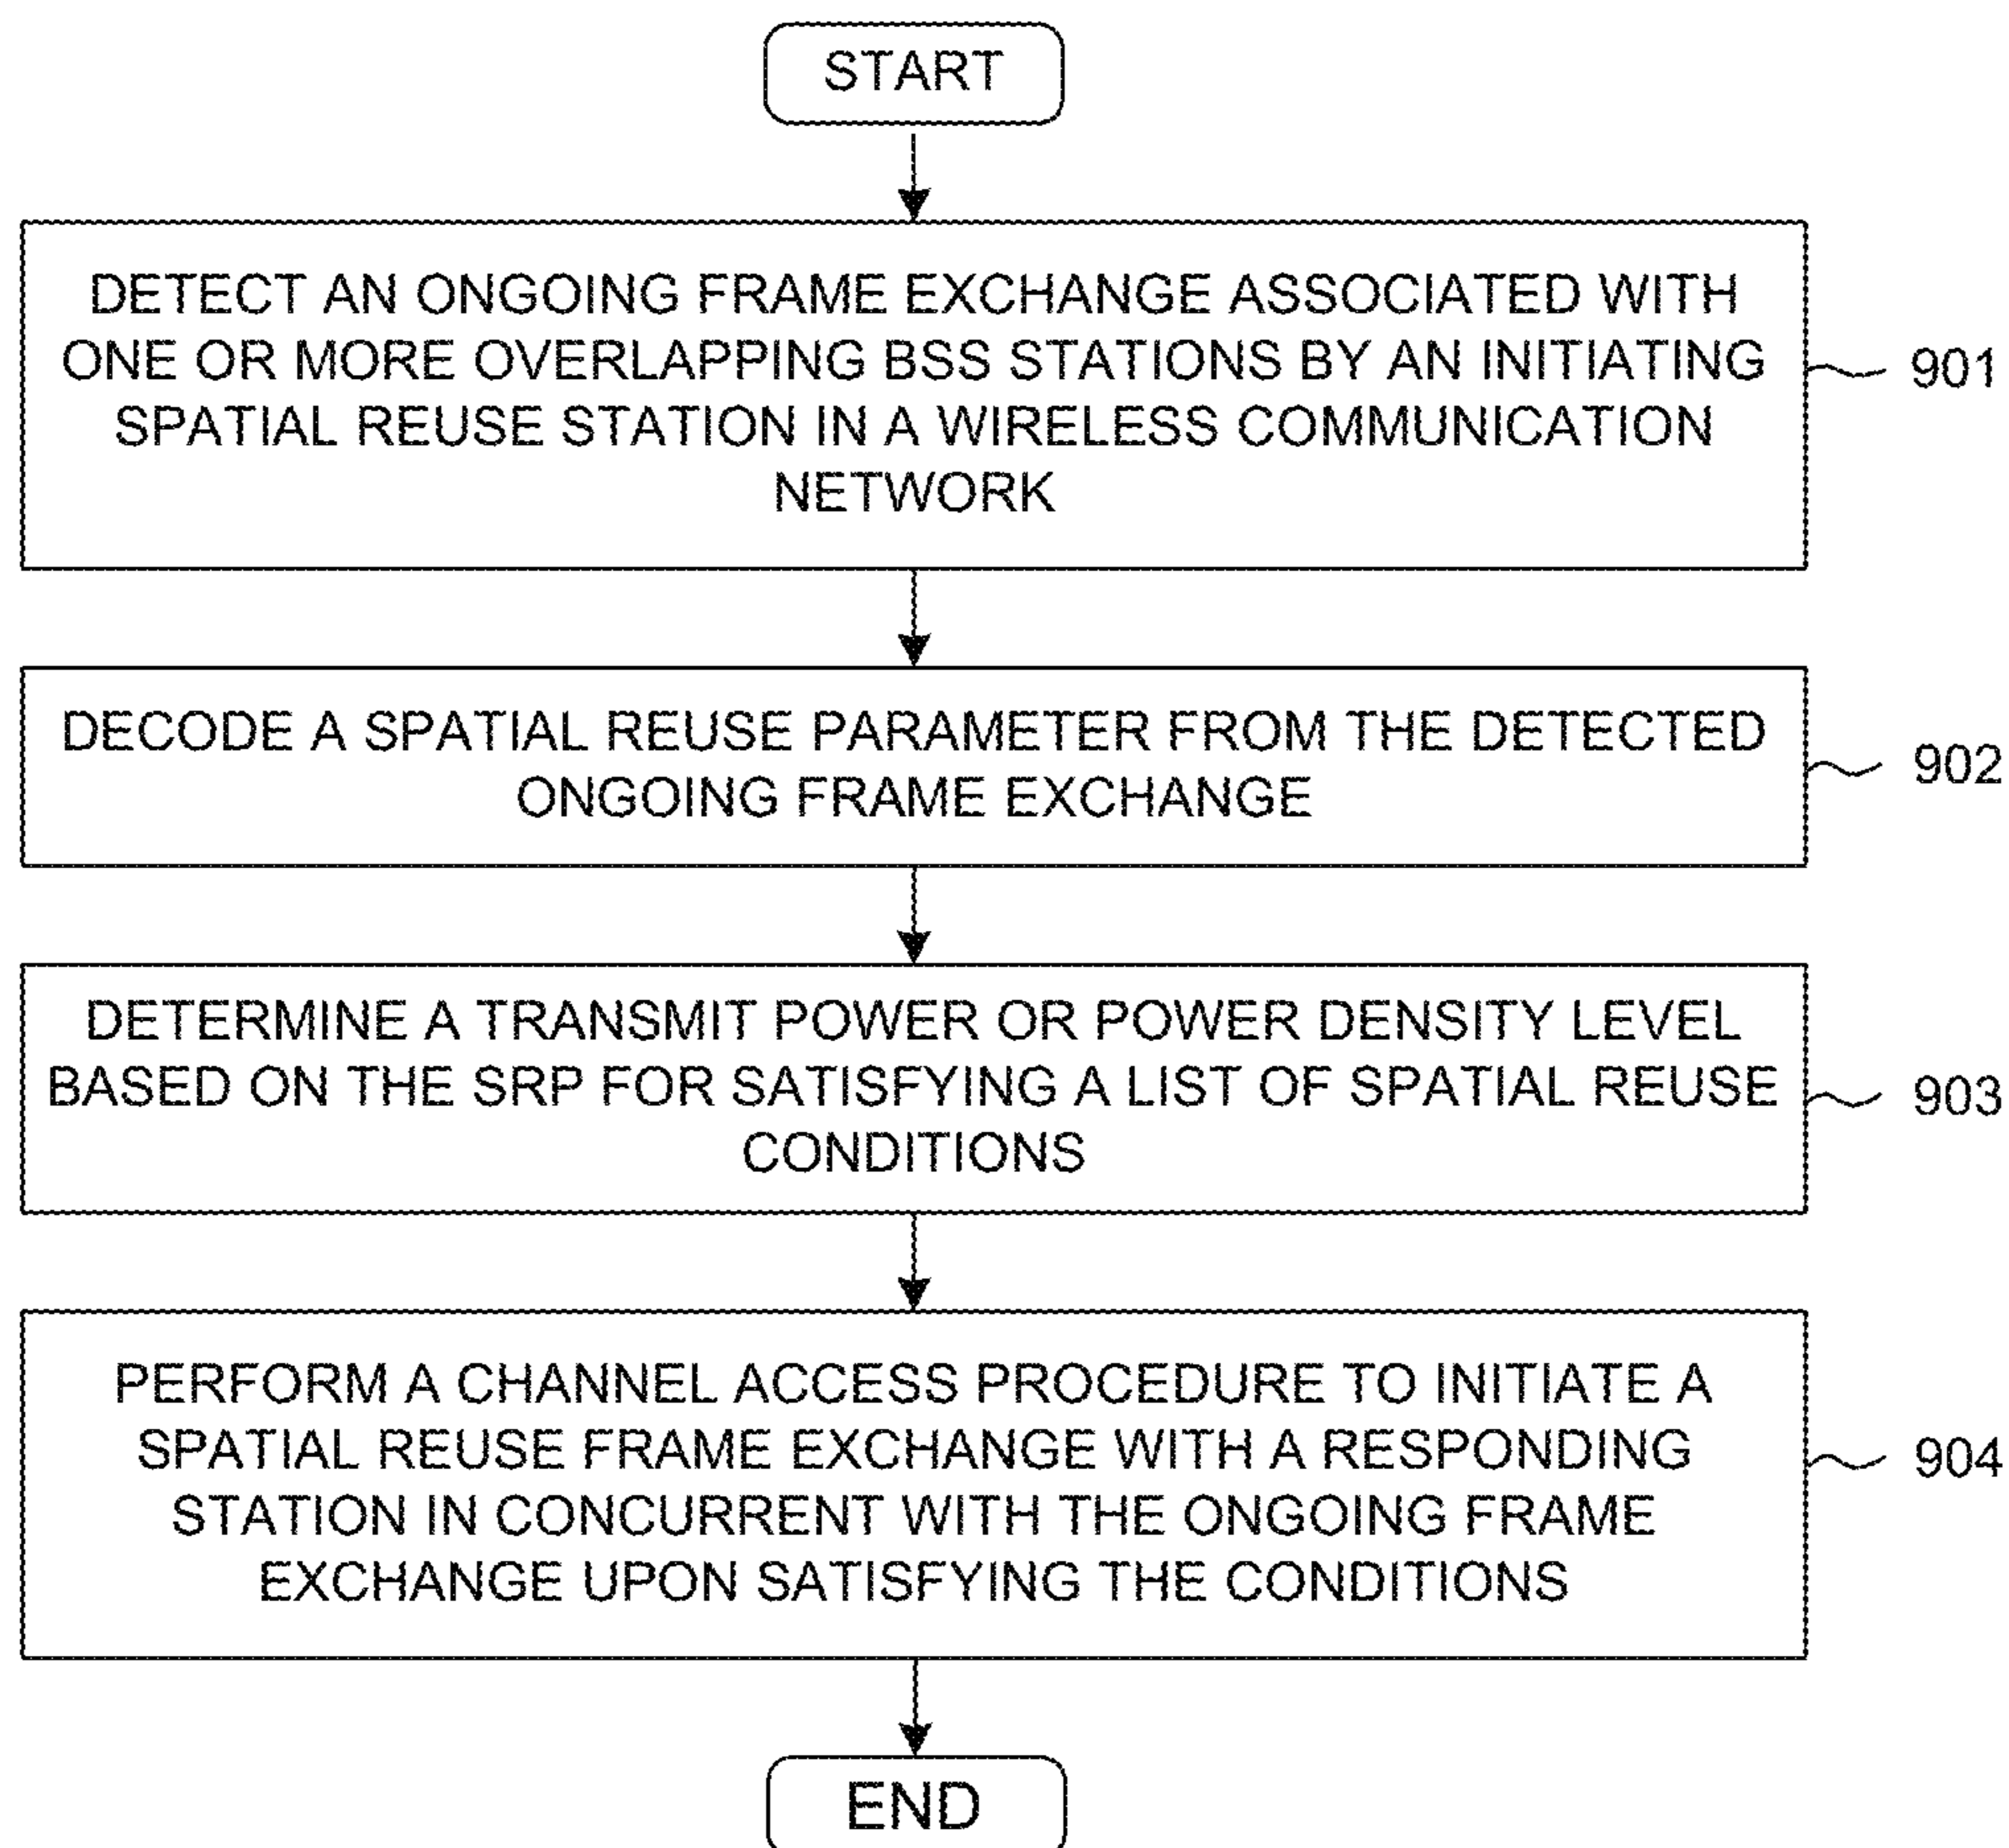 START
DETECT AN ONGOING FRAME EXCHANGE ASSOCIATED WITH
ONE OR MORE OVERLAPPING BSS STATIONS BY AN INITIATING
SPATIAL REUSE STATION IN A WIRELESS COMMUNICATION
NETWORK
901
DECODE A SPATIAL REUSE PARAMETER FROM THE DETECTED
ONGOING FRAME EXCHANGE
902
DETERMINE A TRANSMIT POWER OR POWER DENSITY LEVEL
BASED ON THE SRP FOR SATISFYING A LIST OF SPATIAL REUSE
CONDITIONS
903
PERFORM A CHANNEL ACCESS PROCEDURE TO INITIATE A
SPATIAL REUSE FRAME EXCHANGE WITH A RESPONDING
STATION IN CONCURRENT WITH THE ONGOING FRAME
EXCHANGE UPON SATISFYING THE CONDITIONS
904
END